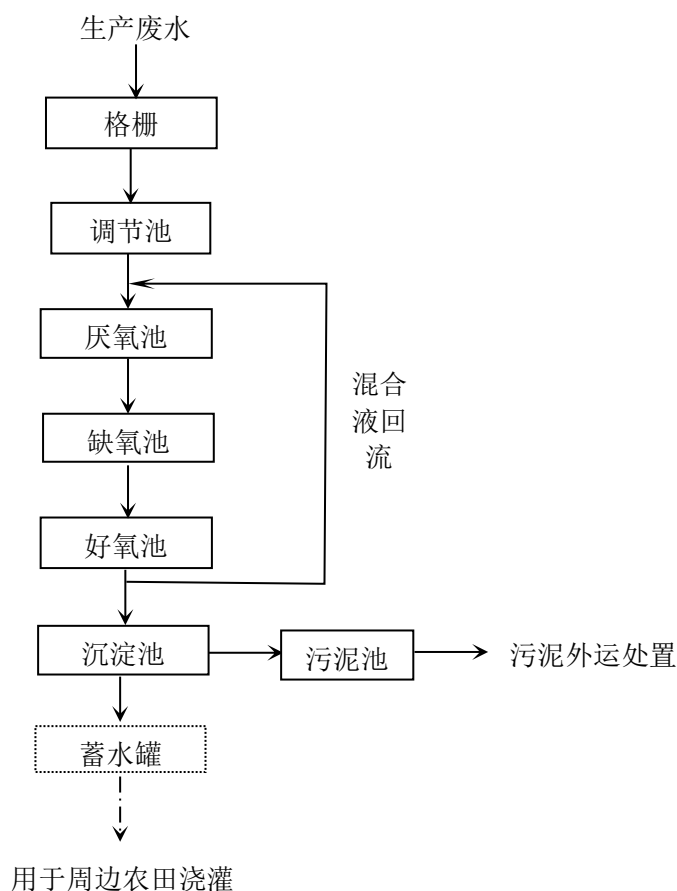 生产废水
格栅
调节池
厌氧池
混合
液回
流
缺氧池
好氧池
沉淀池
污泥池
污泥外运处置
蓄水罐
用于周边农田浇灌